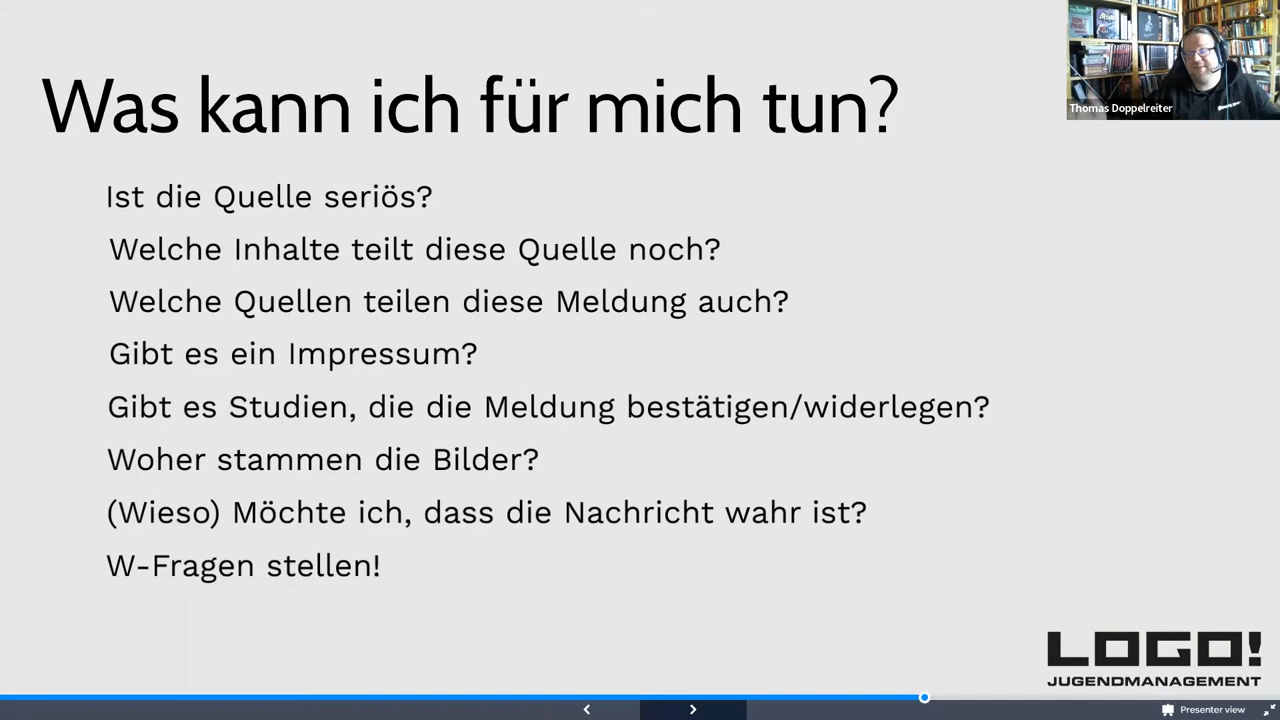 Was kann ich für mich tun?
Thomas Doppelreiter
Ist die Quelle seriös?
Welche Inhalte teilt diese Quelle noch?
Welche Quellen teilen diese Meldung auch?
Gibt es ein Impressum?
Gibt es Studien, die die Meldung bestätigen/widerlegen?
Woher stammen die Bilder?
(Wieso) Möchte ich, dass die Nachricht wahr ist?
W-Fragen stellen!
LOGO!
JUGENDMANAGEMENT
Presenter view